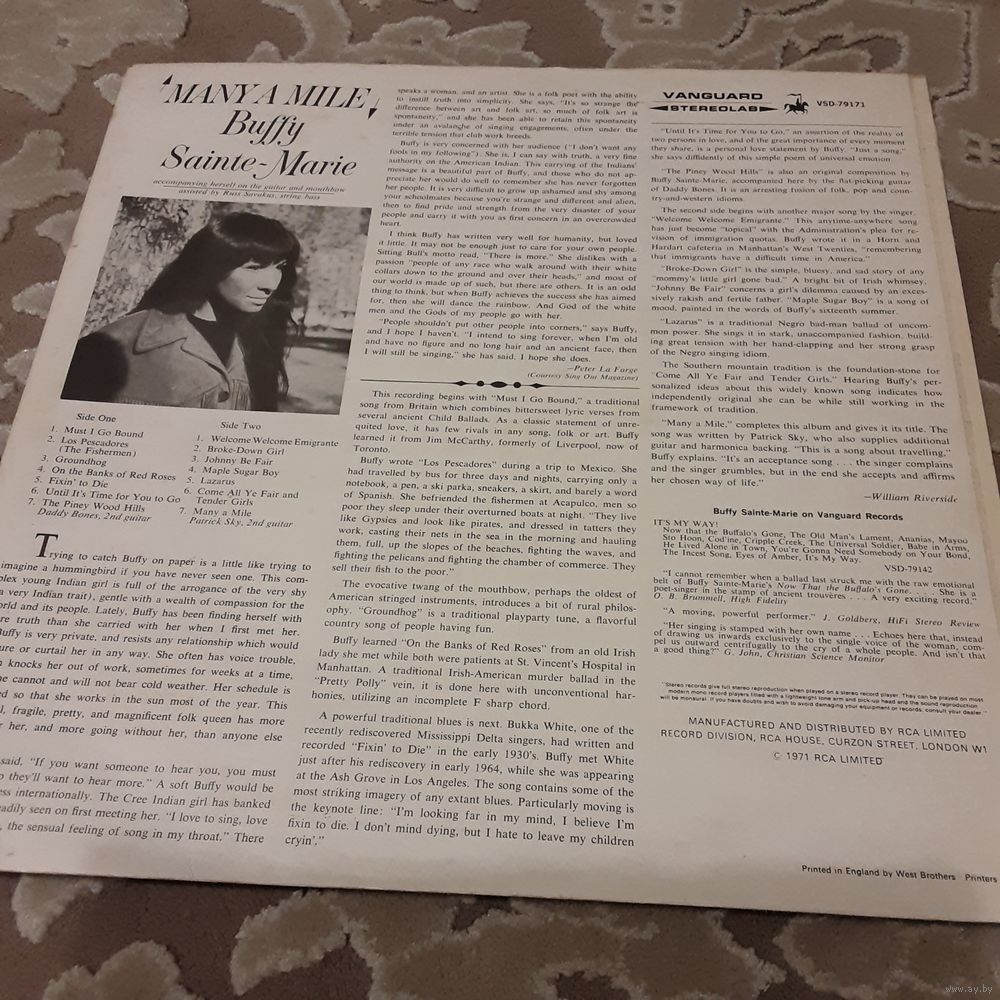 'MANY A MILE'
Buffy
Sainte-Marie
accompanying herself on the guitar and mouthbow
assisted by Russ Savakus, string bass
Side One
1. Must I Go Bound
2. Los Pescadores
(The Fishermen)
3. Groundhog
4. On the Banks of Red Roses
5. Fixin' to Die
6. Until It's Time for You to Go
7. The Piney Wood Hills
Daddy Bones, 2nd guitar
Side Two
1. Welcome Welcome Emigrante
2. Broke-Down Girl
3. Johnny Be Fair
4. Maple Sugar Boy
5. Lazarus
6. Come All Ye Fair and
Tender Girls
7. Many a Mile
Patrick Sky, 2nd guitar
Trying to catch Buffy on paper is a little like trying to
imagine a hummingbird if you have never seen one. This com-
plex young Indian girl is full of the arrogance of the very shy
a very Indian trait), gentle with a weight of compassion for the
orld and its people. Lately, Buffy has been finding herself with
re truth than she carried with her when I first met her.
Buffy is very private, and resists any relationship which would
ure or curtail her in any way. She often has voice trouble,
knocks her out of work, sometimes for weeks at a time,
e cannot and will not bear cold weather. Her schedule is
d so that she works in the sun most of the year. This
l, fragile, pretty, and magnificent folk queen has more
her, and more going without her, than anyone else
said, "If you want someone to hear you, you must
o they'll want to hear more." A soft Buffy would be
ess internationally. The Cree Indian girl has banked
adily seen on first meeting her. "I love to sing, love
, the sensual feeling of song in my throat." There
speaks a woman, and an artist. She is a folk poet with the ability
to instill truth into simplicity. She says, "It's so strange the
difference between art and folk art, so much of folk art is
spontaneity," and she has been able to retain this spontaneity
under an avalanche of singing engagements, often under the
terrible tension that club work breeds.
Buffy is very concerned with her audience ("I don't want any
fools in my following"). She is, I can say with truth, a very fine
authority on the American Indian. This carrying of the Indians'
message is a beautiful part of Buffy, and those who do not ap-
preciate her would do well to remember she has never forgotten
her people. It is very difficult to grow up ashamed and shy among
your schoolmates because you're strange and different and alien,
then to find pride and strength from the very disaster of your
people and carry it with you as first concern in an overcrowded
heart.
I think Buffy has written very well for humanity, but loved
it little. It may not be enough just to care for your own people.
Sitting Bull's motto read, "There is more." She dislikes with a
passion "people of any race who walk around with their white
collars down to the ground and over their heads," and most of
our world is made up of such, but there are others. It is an odd
thing to think, but when Buffy achieves the success she has aimed
for, then she will dance the rainbow. And God of the white
men and the Gods of my people go with her.
"People shouldn't put other people into corners," says Buffy,
and I hope I haven't. "I intend to sing forever, when I'm old
and have no figure and no long hair and an ancient face, then
I will still be singing," she has said. I hope she does.
—Peter La Farge
(Courtesy Sing Out Magazine)
This recording begins with "Must I Go Bound," a traditional
song from Britain which combines bittersweet lyric verses from
several ancient Child Ballads. As a classic statement of unre-
quited love, it has few rivals in any song, folk or art. Buffy
learned it from Jim McCarthy, formerly of Liverpool, now of
Toronto.
Buffy wrote "Los Pescadores" during a trip to Mexico. She
had travelled by bus for three days and nights, carrying only a
notebook, a pen, a ski parka, sneakers, a skirt, and barely a word
of Spanish. She befriended the fishermen at Acapulco, men so
poor they sleep under their overturned boats at night. "They live
like Gypsies and look like pirates, and dressed in tatters they
work, casting their nets in the sea in the morning and hauling
them, full, up the slopes of the beaches, fighting the waves, and
fighting the pelicans and fighting the chamber of commerce. They
sell their fish to the poor."
The evocative twang of the mouthbow, perhaps the oldest of
American stringed instruments, introduces a bit of rural philos-
ophy. "Groundhog" is a traditional playparty tune, a flavorful
country song of people having fun.
Buffy learned "On the Banks of Red Roses" from an old Irish
lady she met while both were patients at St. Vincent's Hospital in
Manhattan. A traditional Irish-American murder ballad in the
"Pretty Polly" vein, it is done here with unconventional har-
monies, utilizing an incomplete F sharp chord.
A powerful traditional blues is next. Bukka White, one of the
recently rediscovered Mississippi Delta singers, had written and
recorded "Fixin' to Die" in the early 1930's. Buffy met White
just after his rediscovery in early 1964, while she was appearing
at the Ash Grove in Los Angeles. The song contains some of the
most striking imagery of any extant blues. Particularly moving is
the keynote line: "I'm looking far in my mind, I believe I'm
fixin to die. I don't mind dying, but I hate to leave my children
cryin'."
VANGUARD
STEREOLAB
VSD-79171
"Until It's Time for You to Go," an assertion of the reality of
two persons in love, and of the great importance of every moment
they share, is a personal love statement by Buffy. "Just a song,"
she says diffidently of this simple poem of universal emotion.
"The Piney Wood Hills" is also an original composition by
Buffy Sainte-Marie, accompanied here by the flat-picking guitar
of Daddy Bones. It is an arresting fusion of folk, pop and coun-
try-and-western idioms.
The second side begins with another major song by the singer,
"Welcome Welcome Emigrante." This anytime-anywhere song
has just become "topical" with the Administration's plea for re-
vision of immigration quotas. Buffy wrote it in a Horn and
Hardart cafeteria in Manhattan's West Twenties, "remembering
that immigrants have a difficult time in America."
"Broke-Down Girl" is the simple, bluesy, and sad story of any
"mommy's little girl gone bad." A bright bit of Irish whimsey,
"Johnny Be Fair" concerns a girl's dilemma caused by an exces-
sively rakish and fertile father. "Maple Sugar Boy" is a song of
mood, painted in the words of Buffy's sixteenth summer.
"Lazarus" is a traditional Negro bad-man ballad of uncom-
mon power. She sings it in stark, unaccompanied fashion, build-
ing great tension with her hand-clapping and her strong grasp
of the Negro singing idiom.
The Southern mountain tradition is the foundation-stone for
"Come All Ye Fair and Tender Girls." Hearing Buffy's per-
sonalized ideas about this widely known song indicates how
independently original she can be while still working in the
framework of tradition.
"Many a Mile," completes this album and gives it its title. The
song was written by Patrick Sky, who also supplies additional
guitar and harmonica backing. "This is a song about travelling,"
Buffy explains. "It's an acceptance song . . . the singer complains
and the singer grumbles, but in the end she accepts and affirms
her chosen way of life."
—William Riverside
Buffy Sainte-Marie on Vanguard Records
IT'S MY WAY!
Now that the Buffalo's Gone, The Old Man's Lament, Ananias, Mayoo
Sto Hoon, Cod'ine, Cripple Creek, The Universal Soldier, Babe in Arms,
He Lived Alone in Town, You're Gonna Need Somebody on Your Bond,
The Incest Song, Eyes of Amber, It's My Way.
VSD-79142
"I cannot remember when a ballad last struck me with the raw emotional
belt of Buffy Sainte-Marie's Now That the Buffalo's Gone. . . . She is a
poet-singer in the stamp of ancient trouvères . . . A very exciting record."
O. B. Brummell, High Fidelity
"A moving, powerful performer." J. Goldberg, HiFi Stereo Review
"Her singing is stamped with her own name . . . Echoes here that, instead
of drawing us inwards exclusively to the single voice of the woman, com-
pel us outward centrifugally to the cry of a whole people. And isn't that
a good thing?" G. John, Christian Science Monitor
"Stereo records give full stereo reproduction when played on a stereo record player. They can be played on most
modern mono record players fitted with a lightweight tone arm and pick-up head and the sound reproduction
will be monaural. If you have doubts and wish to avoid damaging your equipment or records, consult your dealer."
MANUFACTURED AND DISTRIBUTED BY RCA LIMITED
RECORD DIVISION, RCA HOUSE, CURZON STREET, LONDON W1
© 1971 RCA LIMITED
Printed in England by West Brothers Printers
www.ay.by